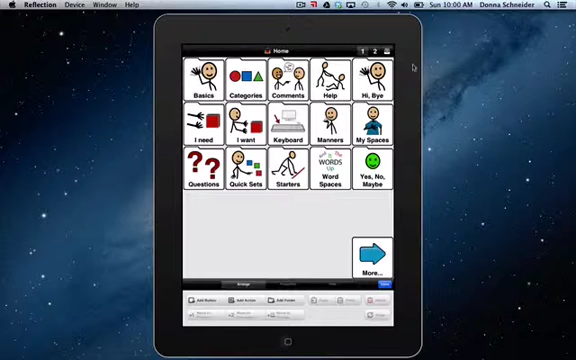 Reflection Device Window Help
Sun 10:00 AM Donna Schneider
Home 1 2
Basics Categories Comments Help Hi, Bye
I need I want Keyboard Manners My Spaces
Questions Quick Sets Starters WORDS Up Word Spaces Yes, No, Maybe
More...
Arrange
Add Button Add Action Add Folder